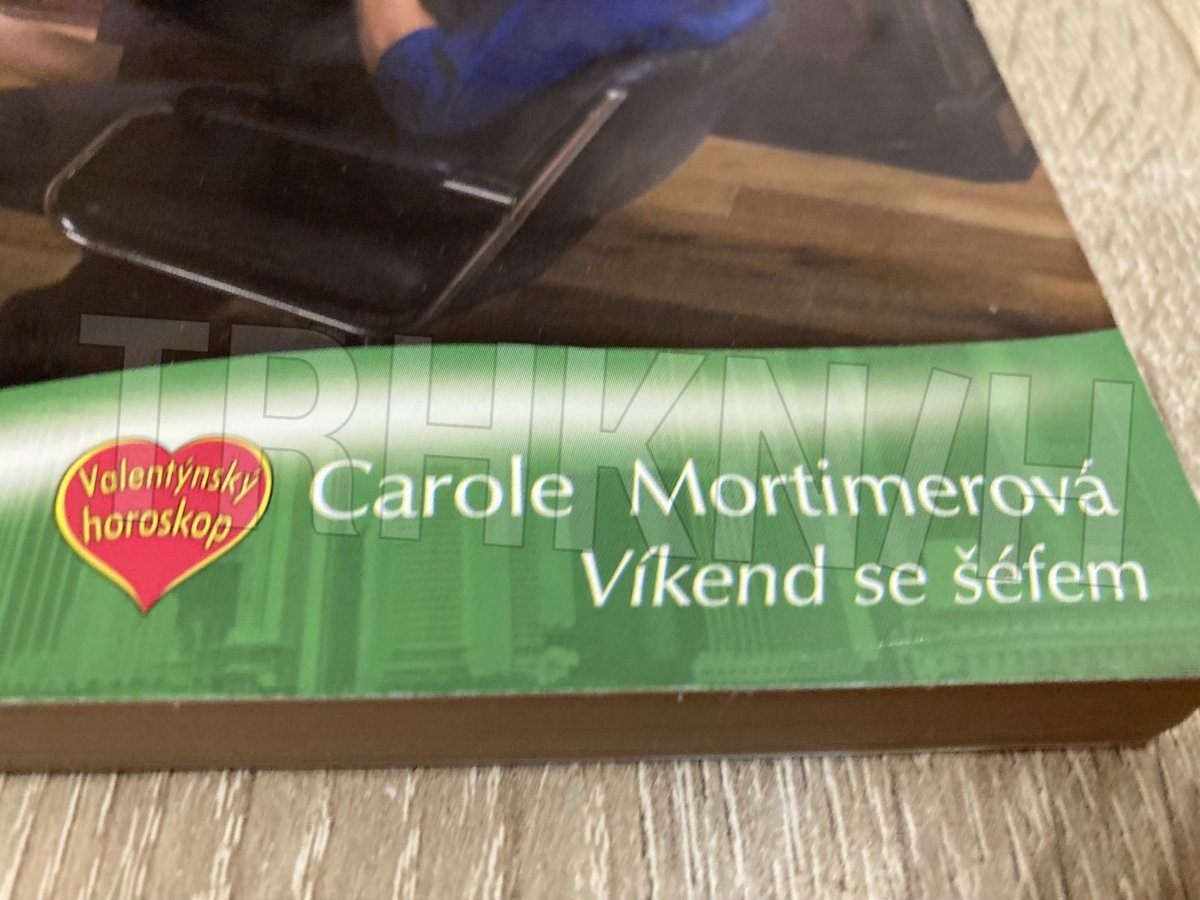 TRHKNIH
Valentýnský
horoskop
Carole Mortimerová
Víkend se šéfem